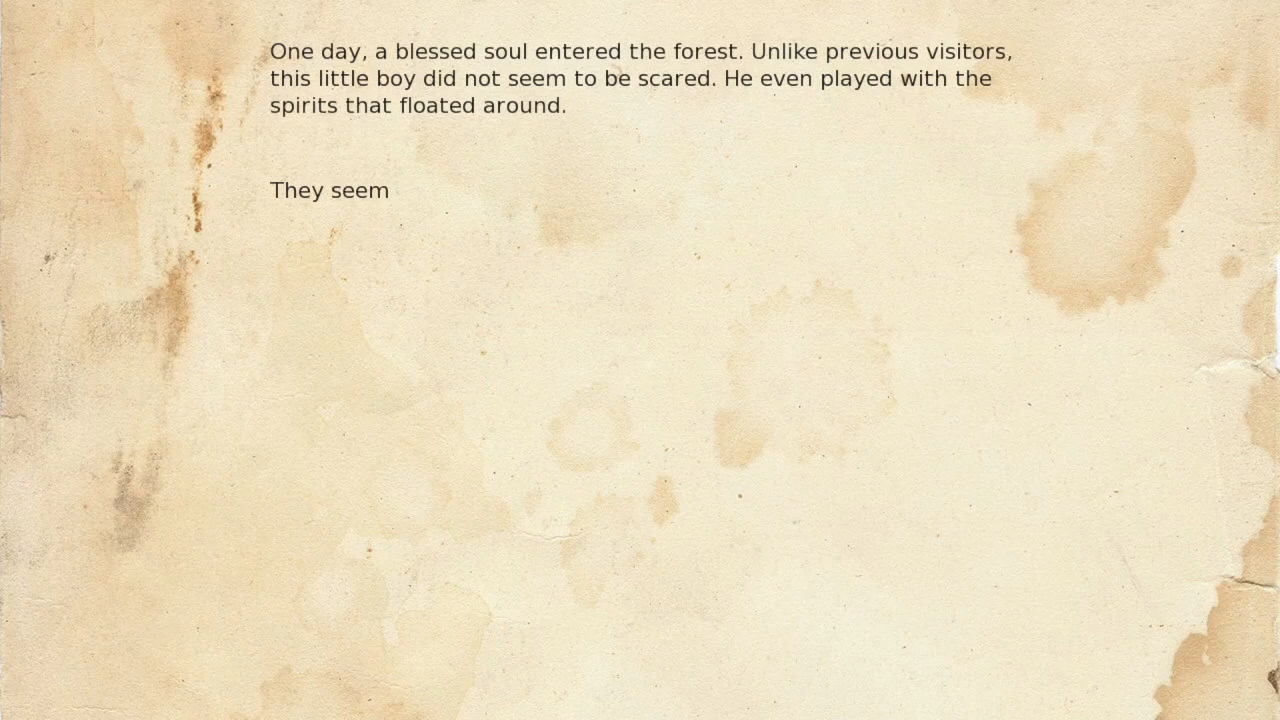 One day, a blessed soul entered the forest. Unlike previous visitors,
this little boy did not seem to be scared. He even played with the
spirits that floated around.
They seem